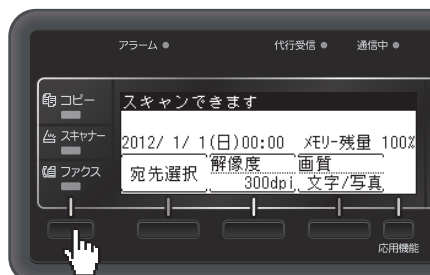 アラーム 代行受信 通信中
コピー
スキャンできます
スキャナー
2012/ 1/ 1(日)00:00 メモリー残量 100%
ファクス
宛先選択
解像度
300dpi
画質
文字/写真
応用機能